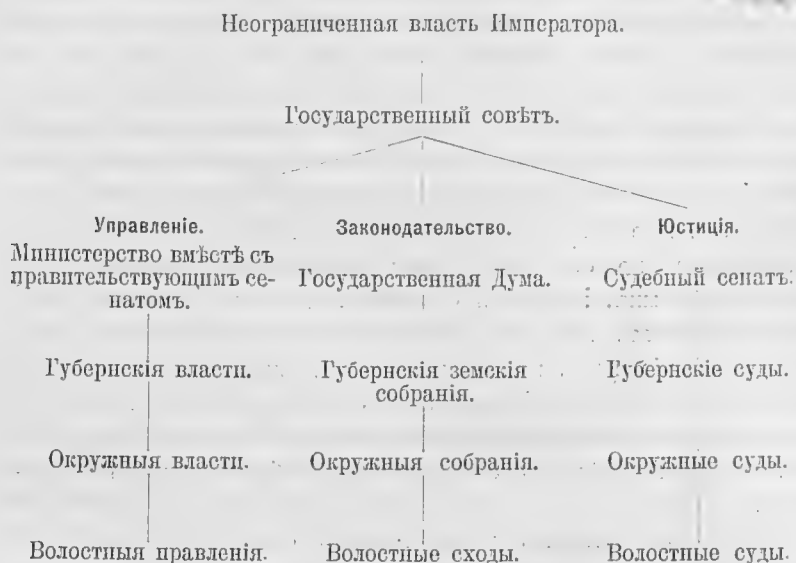 Неограниченная власть Императора.
Государственный совѣтъ.
Управленіе. Законодательство. Юстиція.
Министерство вмѣстѣ съ
правительствующимъ се-
натомъ.
Государственная Дума.
Судебный сенатъ.
Губернскія власти.
Губернскія земскія
собранія.
Губернскіе суды.
Окружныя власти. Окружныя собранія. Окружные суды.
Волостныя правленія. Волостные сходы. Волостные суды.